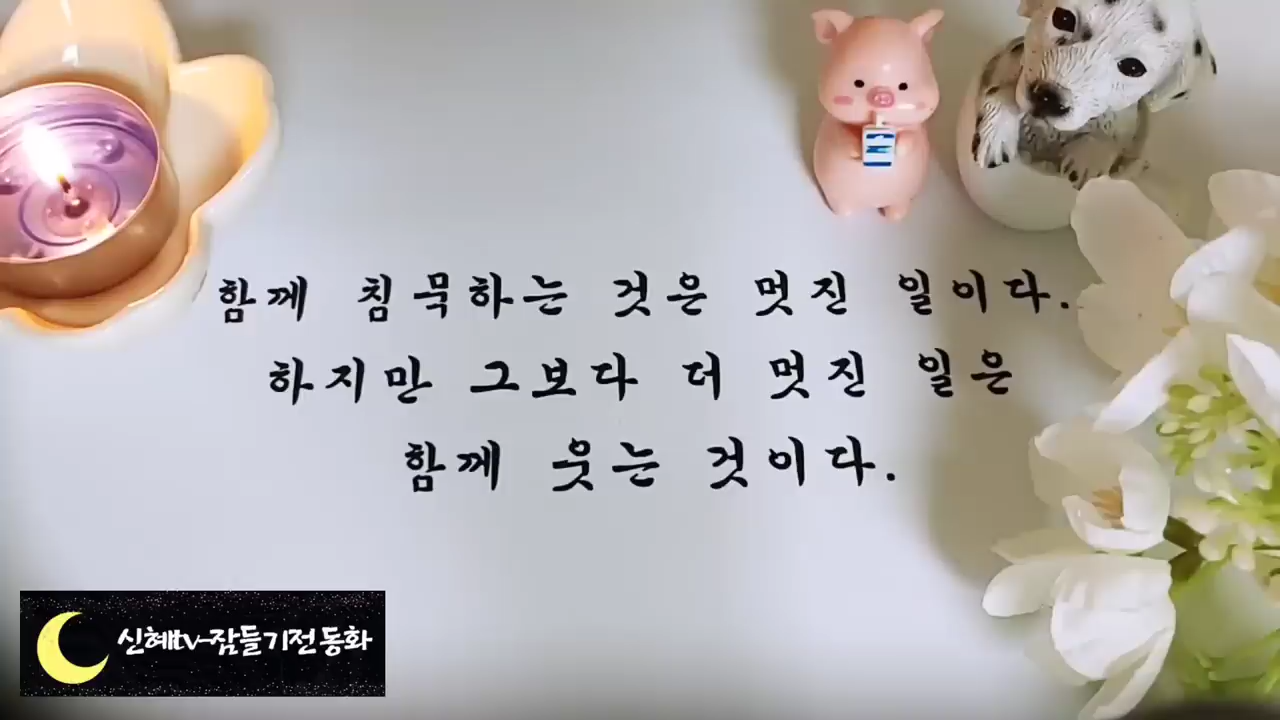 함께 침묵하는 것은 멋진 일이다.
하지만 그보다 더 멋진 일은
함께 웃는 것이다.
신혜tv-잠들기전동화